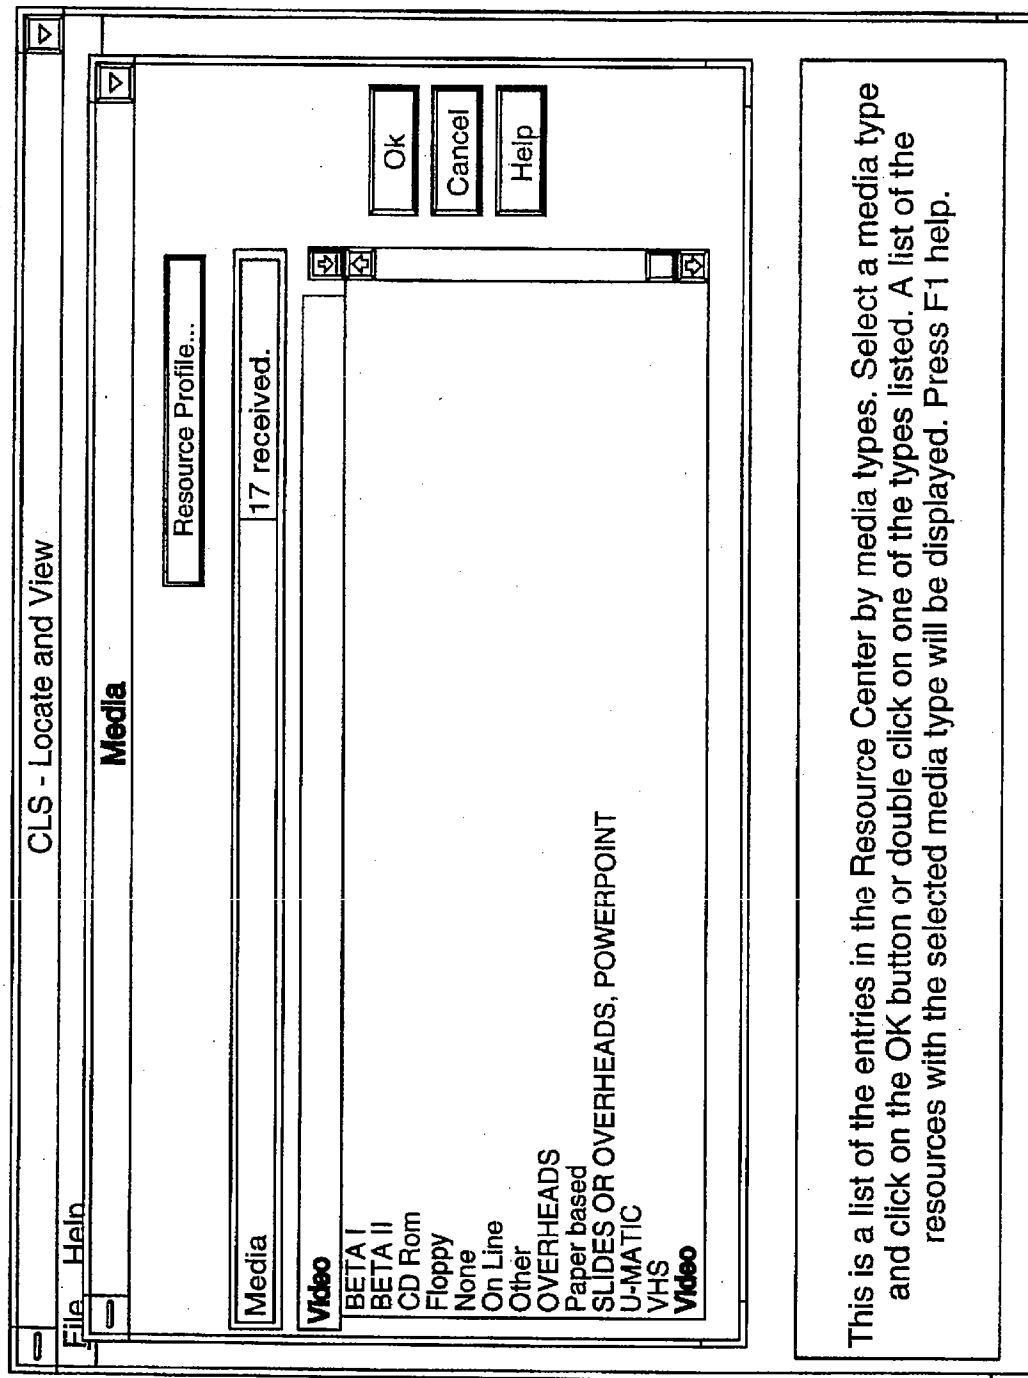 CLS - Locate and View
File Help
Media
Resource Profile...
Media 17 received.
Video
BETA I
BETA II
CD Rom
Floppy
None
On Line
Other
OVERHEADS
Paper based
SLIDES OR OVERHEADS, POWERPOINT
U-MATIC
VHS
Video
Ok
Cancel
Help
This is a list of the entries in the Resource Center by media types. Select a media type
and click on the OK button or double click on one of the types listed. A list of the
resources with the selected media type will be displayed. Press F1 help.